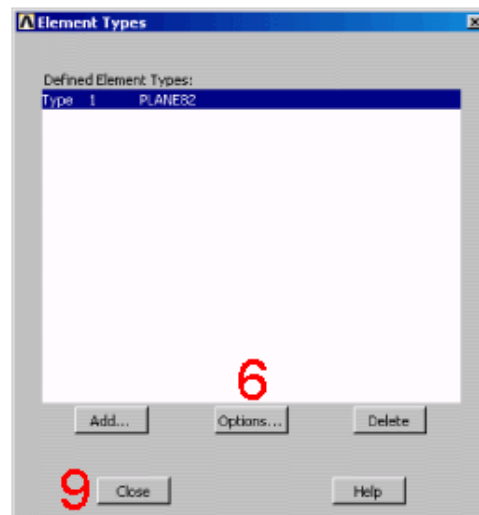 Element Types
Defined Element Types:
Type 1 PLANE82
6
Add... Options... Delete
9 Close Help